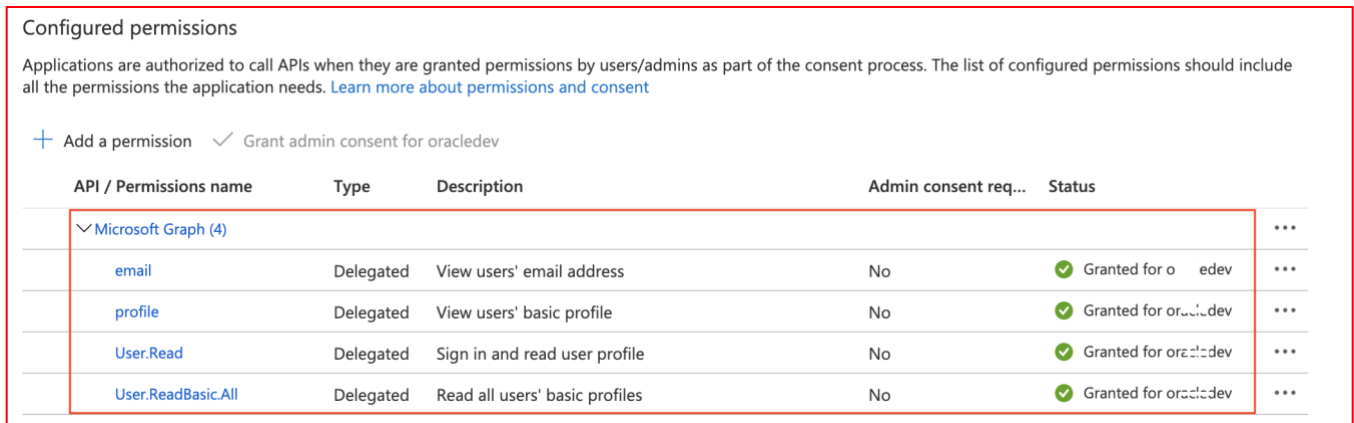 Configured permissions
Applications are authorized to call APIs when they are granted permissions by users/admins as part of the consent process. The list of configured permissions should include
all the permissions the application needs. Learn more about permissions and consent
Add a permission Grant admin consent for oracledev
API / Permissions name Type Description Admin consent req... Status
Microsoft Graph (4)
email Delegated View users' email address No Granted for o edev
profile Delegated View users' basic profile No Granted for
User.Read Delegated Sign in and read user profile No Granted for
User.ReadBasic.All Delegated Read all users' basic profiles No Granted for